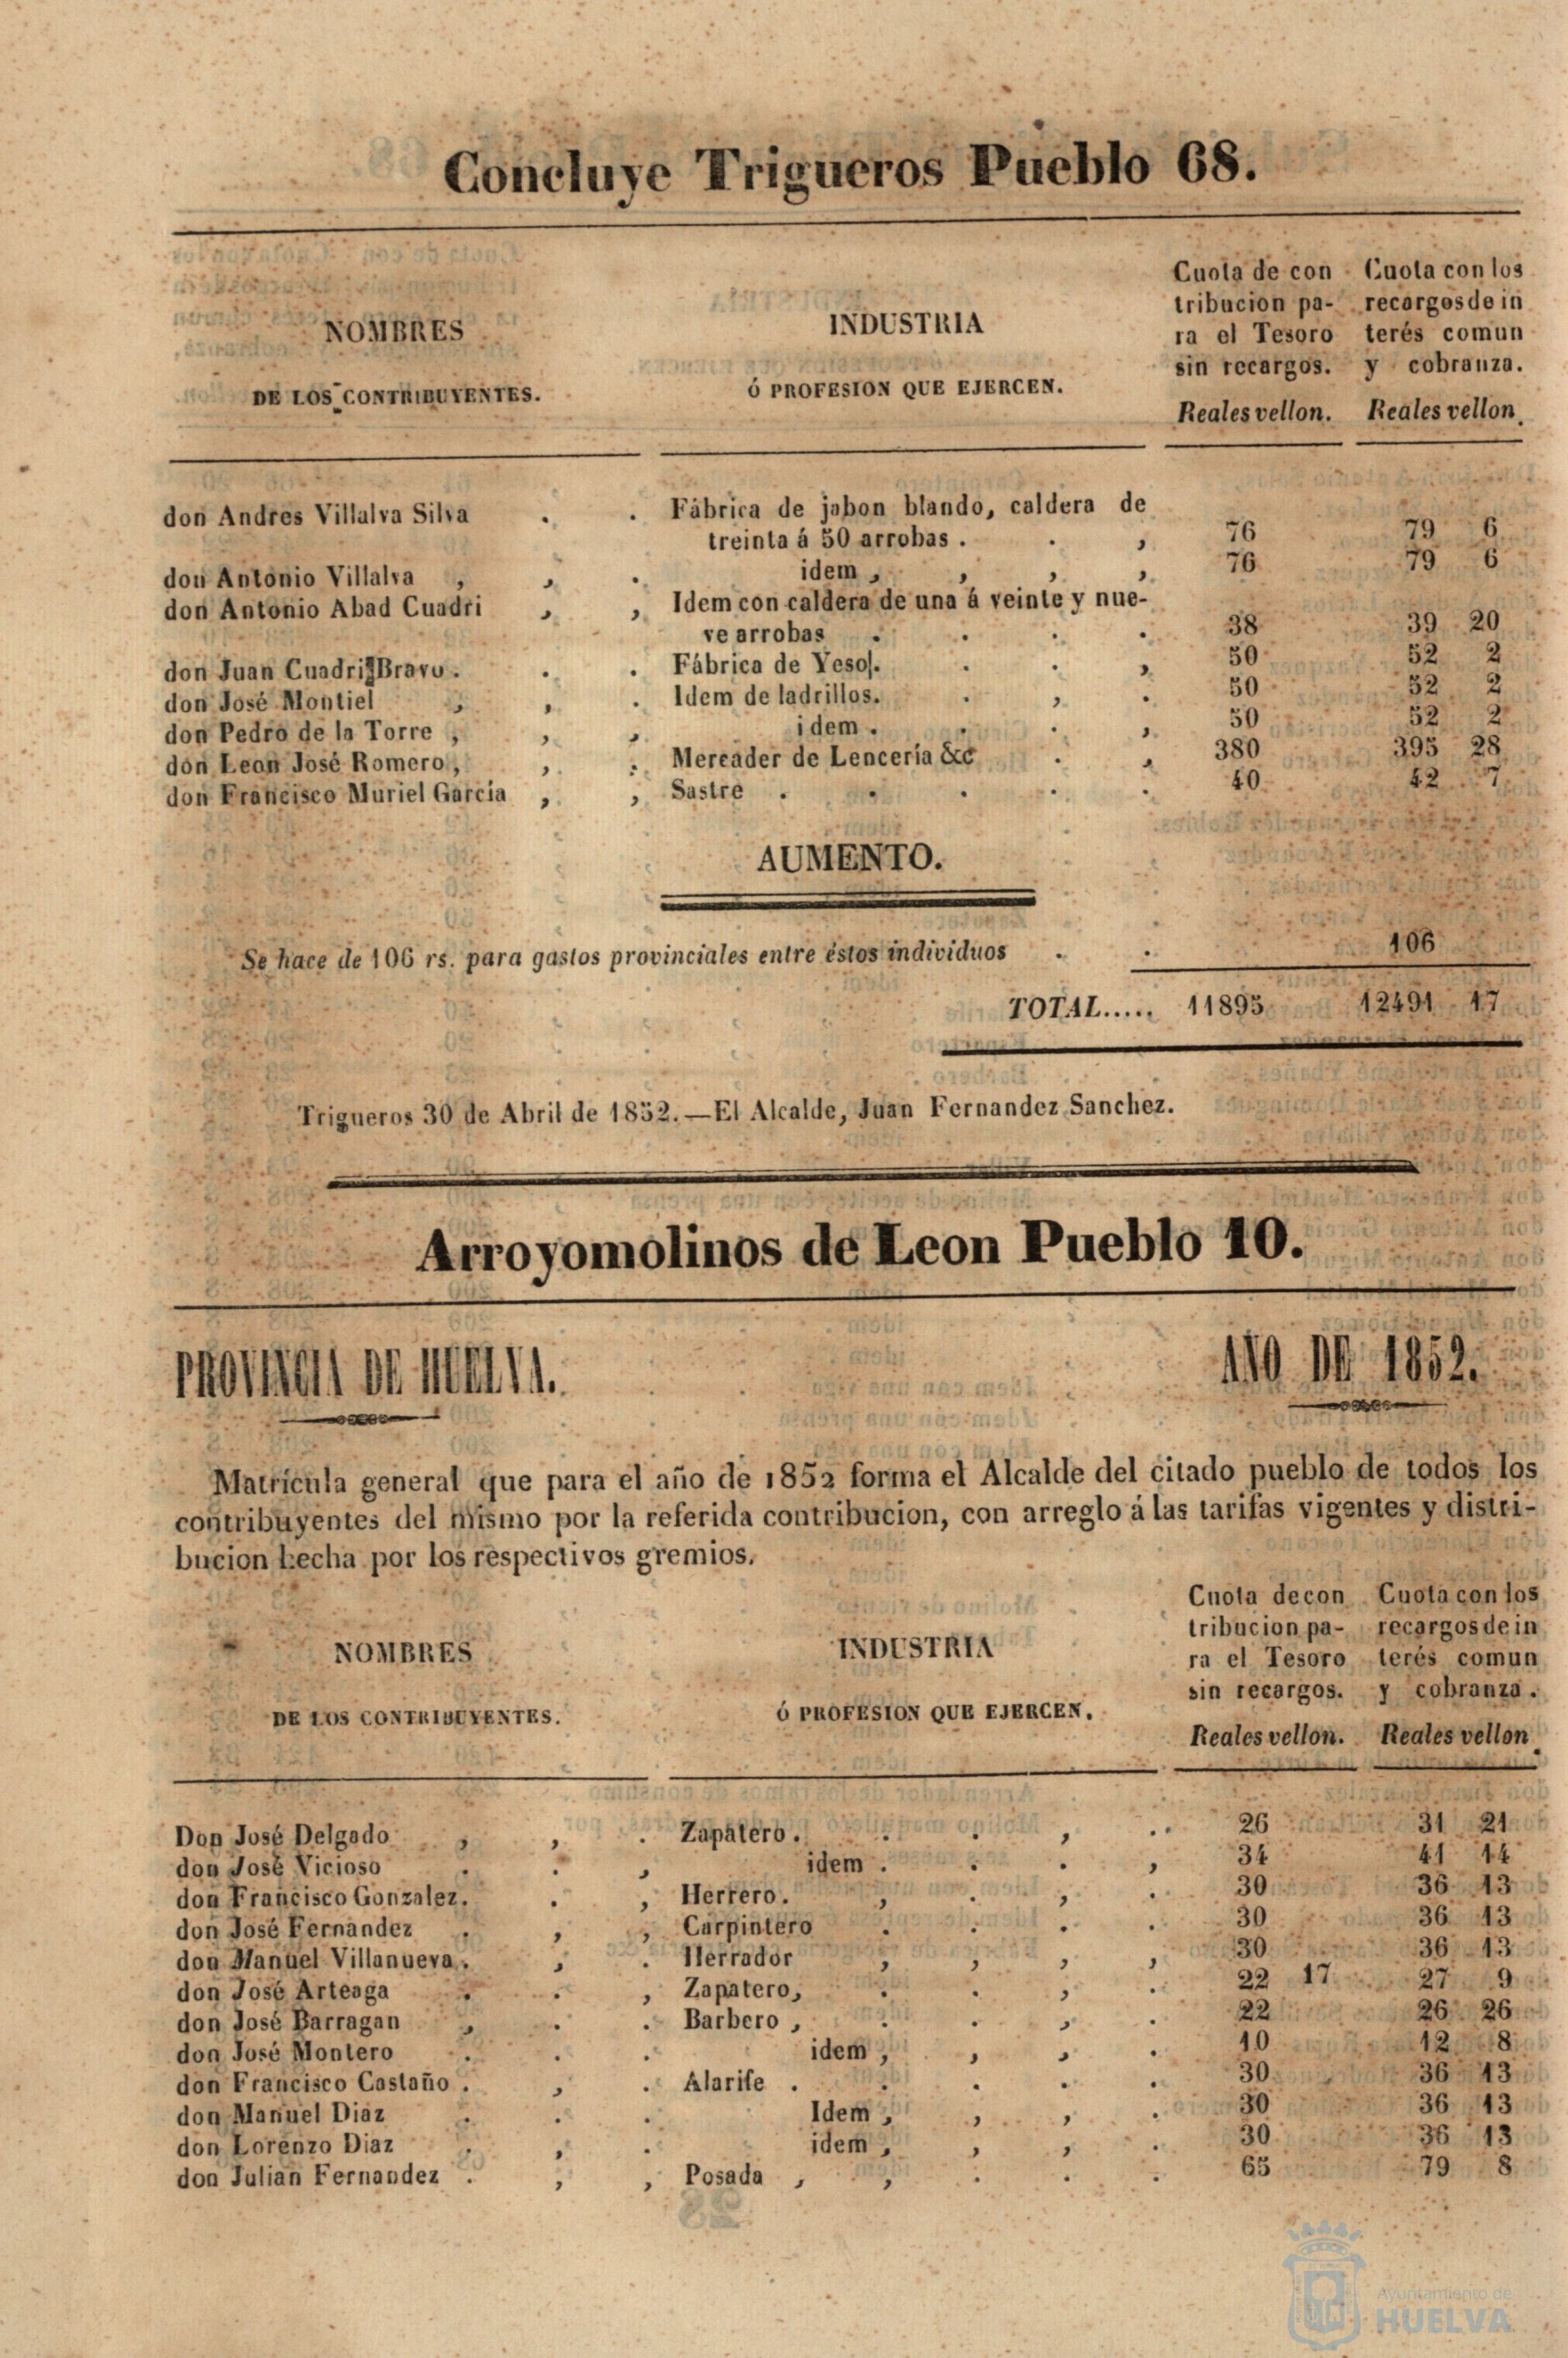 Concluye Trigueros Pueblo 68.
NOMBRES
DE LOS CONTRIBUYENTES.
INDUSTRIA
Ó PROFESION QUE EJERCEN.
Cuota de con
tribucion pa-
ra el Tesoro
sin recargos.
Reales vellon.
Cuota con los
recargos de in
terés comun
y cobranza.
Reales vellon.
don Andres Villalva Silva . . Fábrica de jabon blando, caldera de
treinta á 50 arrobas . . , 76 79 6
don Antonio Villalva , , . idem , , , , 76 79 6
don Antonio Abad Cuadri , , Idem con caldera de una á veinte y nue-
ve arrobas . . . . 38 39 20
don Juan Cuadri Bravo . . . Fábrica de Yeso. . . , 50 52 2
don José Montiel , , . Idem de ladrillos. . , . 50 52 2
don Pedro de la Torre , , , idem . . . , 50 52 2
don Leon José Romero , , . Mercader de Lencería &c . , 380 395 28
don Francisco Muriel García , , Sastre . . . . . 40 42 7
AUMENTO.
Se hace de 106 rs. para gastos provinciales entre éstos individuos . . 106
TOTAL..... 11895 12491 17
Trigueros 30 de Abril de 1852.—El Alcalde, Juan Fernandez Sanchez.
Arroyomolinos de Leon Pueblo 10.
PROVINCIA DE HUELVA.
AÑO DE 1852.
Matrícula general que para el año de 1852 forma el Alcalde del citado pueblo de todos los
contribuyentes del mismo por la referida contribucion, con arreglo á las tarifas vigentes y distri-
bucion hecha por los respectivos gremios.
NOMBRES
DE LOS CONTRIBUYENTES.
INDUSTRIA
Ó PROFESION QUE EJERCEN.
Cuota de con
tribucion pa-
ra el Tesoro
sin recargos.
Reales vellon.
Cuota con los
recargos de in
terés comun
y cobranza.
Reales vellon.
Don José Delgado , , . Zapatero . . . , . . 26 31 21
don José Vicioso . . , idem . . . , 34 41 14
don Francisco Gonzalez. . , Herrero. , . , . 30 36 13
don José Fernandez . , , Carpintero . . . . 30 36 13
don Manuel Villanueva. , . Herrador , , , , 30 36 13
don José Arteaga . . , Zapatero, . . , . 22 17 27 9
don José Barragan , . . Barbero , . . , . 22 26 26
don José Montero . . . idem , , , . 10 12 8
don Francisco Castaño . , . Alarife . . . . . 30 36 13
don Manuel Diaz . . . Idem , , , . 30 36 13
don Lorenzo Diaz . , . idem , , , . 30 36 13
don Julian Fernandez . , , Posada , , . . . 65 79 8
Ayuntamiento de
HUELVA